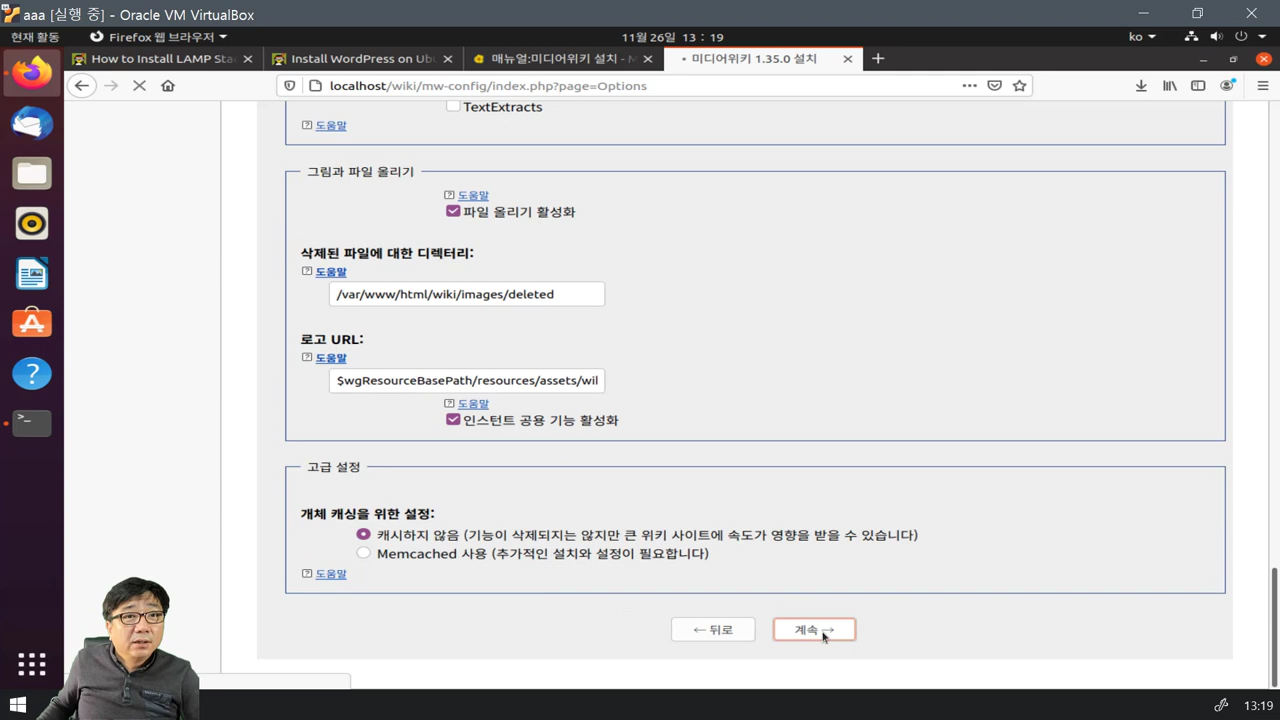 aaa [실행 중] - Oracle VM VirtualBox
현재 활동
Firefox 웹 브라우저
11월 26일 13 : 19
ko
How to Install LAMP Sta
Install WordPress on Ub
매뉴얼:미디어위키 설치 - M
미디어위키 1.35.0 설치
localhost/wiki/mw-config/index.php?page=Options
TextExtracts
도움말
그림과 파일 올리기
도움말
파일 올리기 활성화
삭제된 파일에 대한 디렉터리:
도움말
/var/www/html/wiki/images/deleted
로고 URL:
도움말
$wgResourceBasePath/resources/assets/wil
도움말
인스턴트 공용 기능 활성화
고급 설정
개체 캐싱을 위한 설정:
캐시하지 않음 (기능이 삭제되지는 않지만 큰 위키 사이트에 속도가 영향을 받을 수 있습니다)
Memcached 사용 (추가적인 설치와 설정이 필요합니다)
도움말
← 뒤로
계속 →
13:19